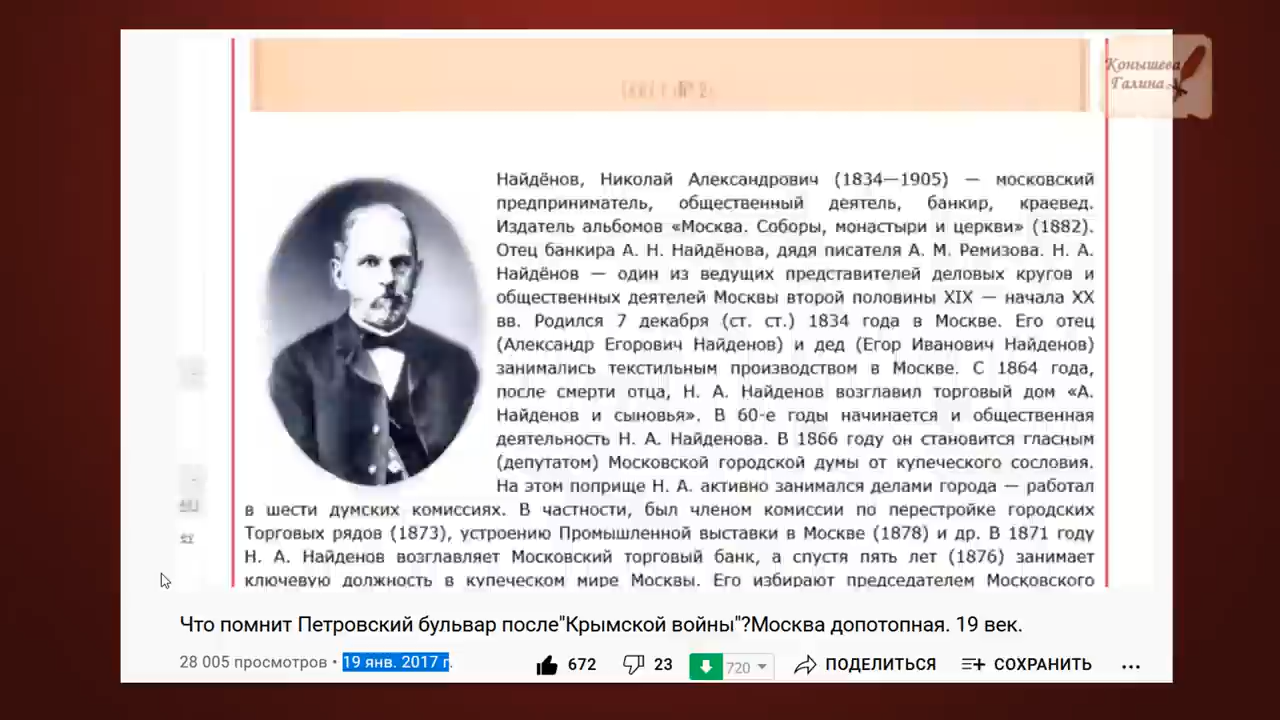 Конышева
Галина
Найдёнов, Николай Александрович (1834—1905) — московский
предприниматель, общественный деятель, банкир, краевед.
Издатель альбомов «Москва. Соборы, монастыри и церкви» (1882).
Отец банкира А. Н. Найдёнова, дядя писателя А. М. Ремизова. Н. А.
Найдёнов — один из ведущих представителей деловых кругов и
общественных деятелей Москвы второй половины XIX — начала XX
вв. Родился 7 декабря (ст. ст.) 1834 года в Москве. Его отец
(Александр Егорович Найденов) и дед (Егор Иванович Найденов)
занимались текстильным производством в Москве. С 1864 года,
после смерти отца, Н. А. Найденов возглавил торговый дом «А.
Найденов и сыновья». В 60-е годы начинается и общественная
деятельность Н. А. Найденова. В 1866 году он становится гласным
(депутатом) Московской городской думы от купеческого сословия.
На этом поприще Н. А. активно занимался делами города — работал
в шести думских комиссиях. В частности, был членом комиссии по перестройке городских
Торговых рядов (1873), устроению Промышленной выставки в Москве (1878) и др. В 1871 году
Н. А. Найденов возглавляет Московский торговый банк, а спустя пять лет (1876) занимает
ключевую должность в купеческом мире Москвы. Его избирают председателем Московского
Что помнит Петровский бульвар после"Крымской войны"?Москва допотопная. 19 век.
28 005 просмотров • 19 янв. 2017 г.
672 23 720 ПОДЕЛИТЬСЯ СОХРАНИТЬ ...